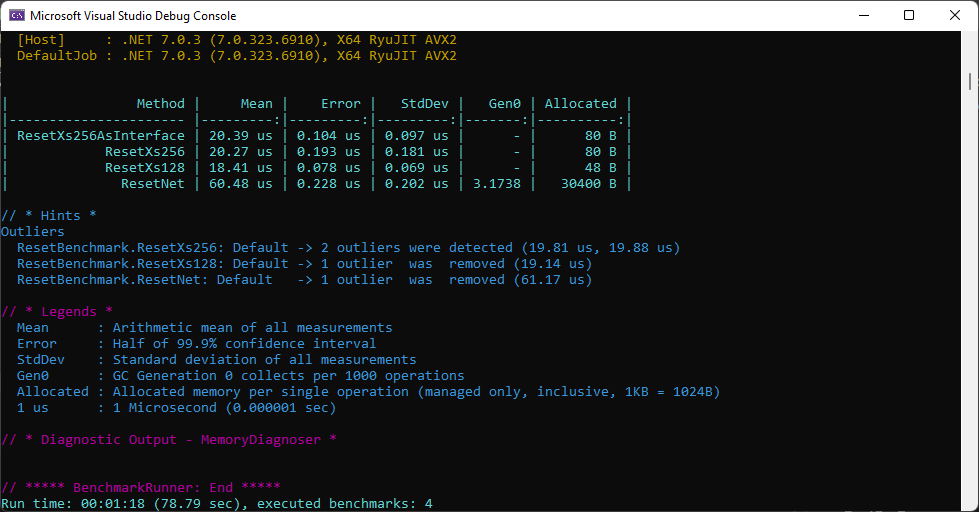 Microsoft Visual Studio Debug Console
[Host]     : .NET 7.0.3 (7.0.323.6910), X64 RyuJIT AVX2
DefaultJob : .NET 7.0.3 (7.0.323.6910), X64 RyuJIT AVX2
|               Method |     Mean |    Error |   StdDev |   Gen0 | Allocated |
|--------------------- |---------:|---------:|---------:|-------:|----------:|
| ResetXs256AsInterface | 20.39 us | 0.104 us | 0.097 us |      - |      80 B |
|            ResetXs256 | 20.27 us | 0.193 us | 0.181 us |      - |      80 B |
|            ResetXs128 | 18.41 us | 0.078 us | 0.069 us |      - |      48 B |
|              ResetNet | 60.48 us | 0.228 us | 0.202 us | 3.1738 |   30400 B |
// * Hints *
Outliers
ResetBenchmark.ResetXs256: Default -> 2 outliers were detected (19.81 us, 19.88 us)
ResetBenchmark.ResetXs128: Default -> 1 outlier  was  removed (19.14 us)
ResetBenchmark.ResetNet: Default   -> 1 outlier  was  removed (61.17 us)
// * Legends *
Mean      : Arithmetic mean of all measurements
Error     : Half of 99.9% confidence interval
StdDev    : Standard deviation of all measurements
Gen0      : GC Generation 0 collects per 1000 operations
Allocated : Allocated memory per single operation (managed only, inclusive, 1KB = 1024B)
1 us      : 1 Microsecond (0.000001 sec)
// * Diagnostic Output - MemoryDiagnoser *
// ***** BenchmarkRunner: End *****
Run time: 00:01:18 (78.79 sec), executed benchmarks: 4